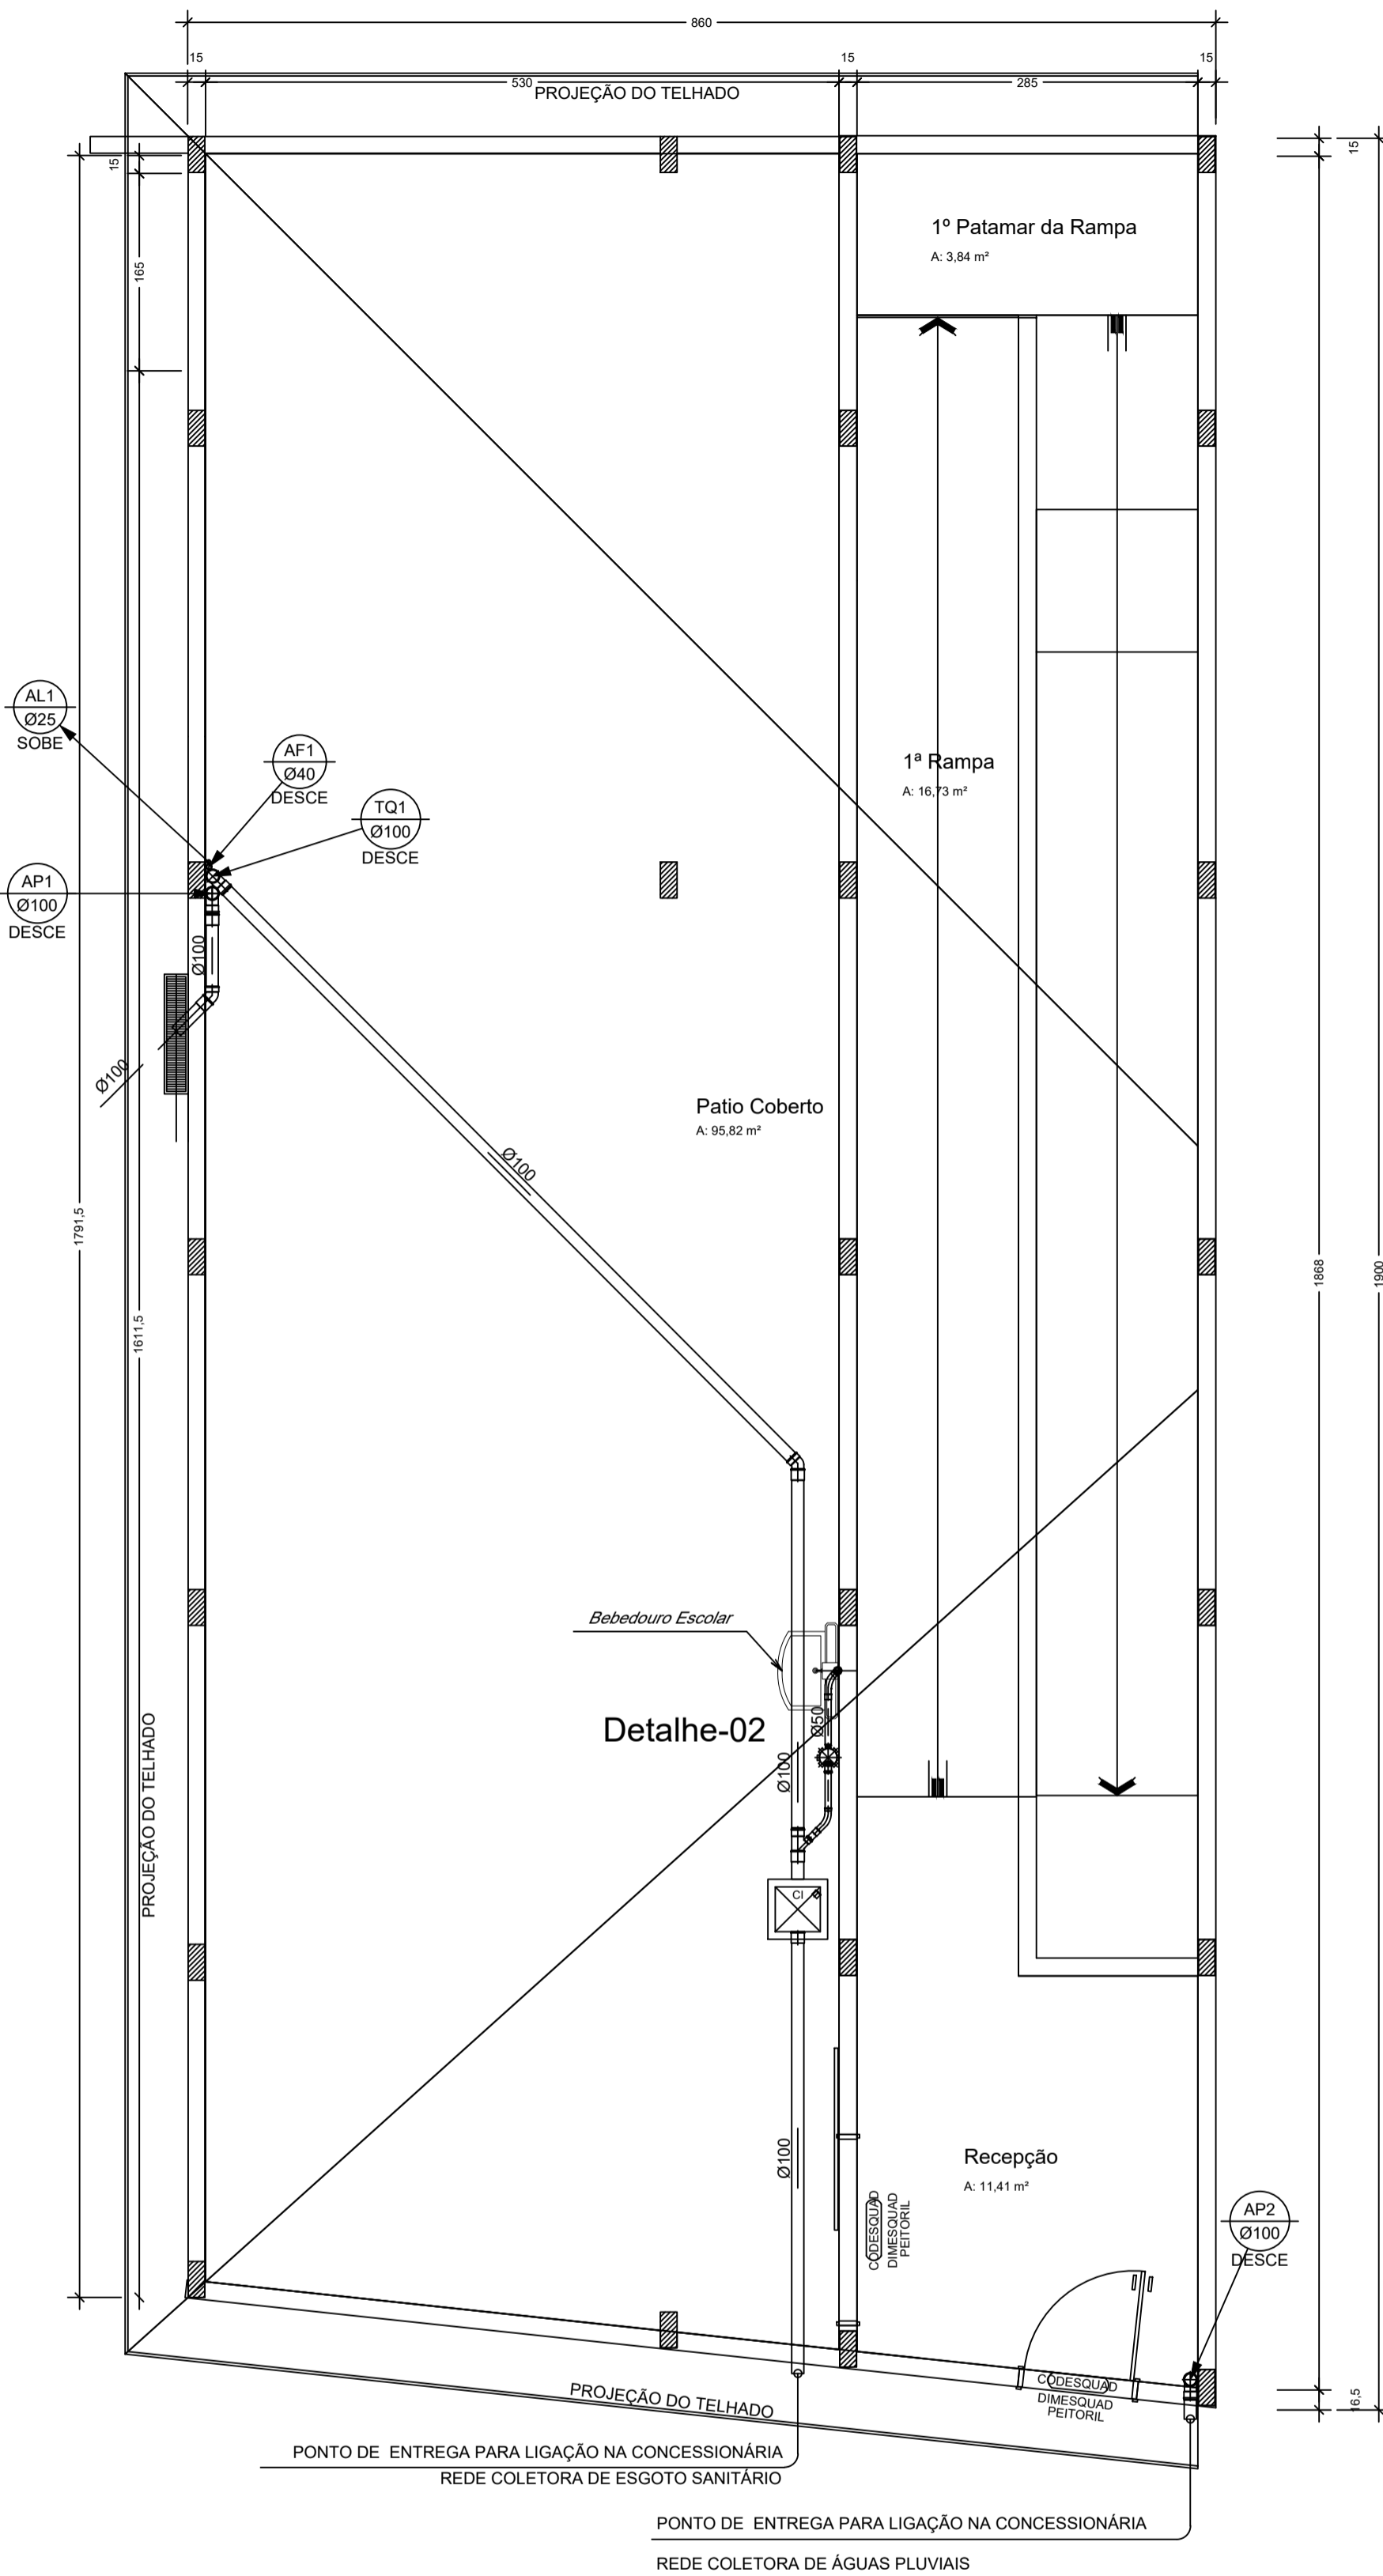 860
15
15
15
530
285
PROJEÇÃO DO TELHADO
15
15
165
1º Patamar da Rampa
A: 3,84 m²
AL1
Ø25
SOBE
AF1
Ø40
DESCE
1ª Rampa
A: 16,73 m²
TQ1
Ø100
DESCE
AP1
Ø100
DESCE
Ø100
Ø100
Patio Coberto
A: 95,82 m²
Ø100
1791,5
1611,5
1868
1900
Bebedouro Escolar
Detalhe-02
Ø50
Ø100
PROJEÇÃO DO TELHADO
CI
Ø100
Recepção
A: 11,41 m²
CODESQUAD
DIMESQUAD
PEITORIL
AP2
Ø100
DESCE
CODESQUAD
DIMESQUAD
PEITORIL
16,5
PROJEÇÃO DO TELHADO
PONTO DE ENTREGA PARA LIGAÇÃO NA CONCESSIONÁRIA
REDE COLETORA DE ESGOTO SANITÁRIO
PONTO DE ENTREGA PARA LIGAÇÃO NA CONCESSIONÁRIA
REDE COLETORA DE ÁGUAS PLUVIAIS